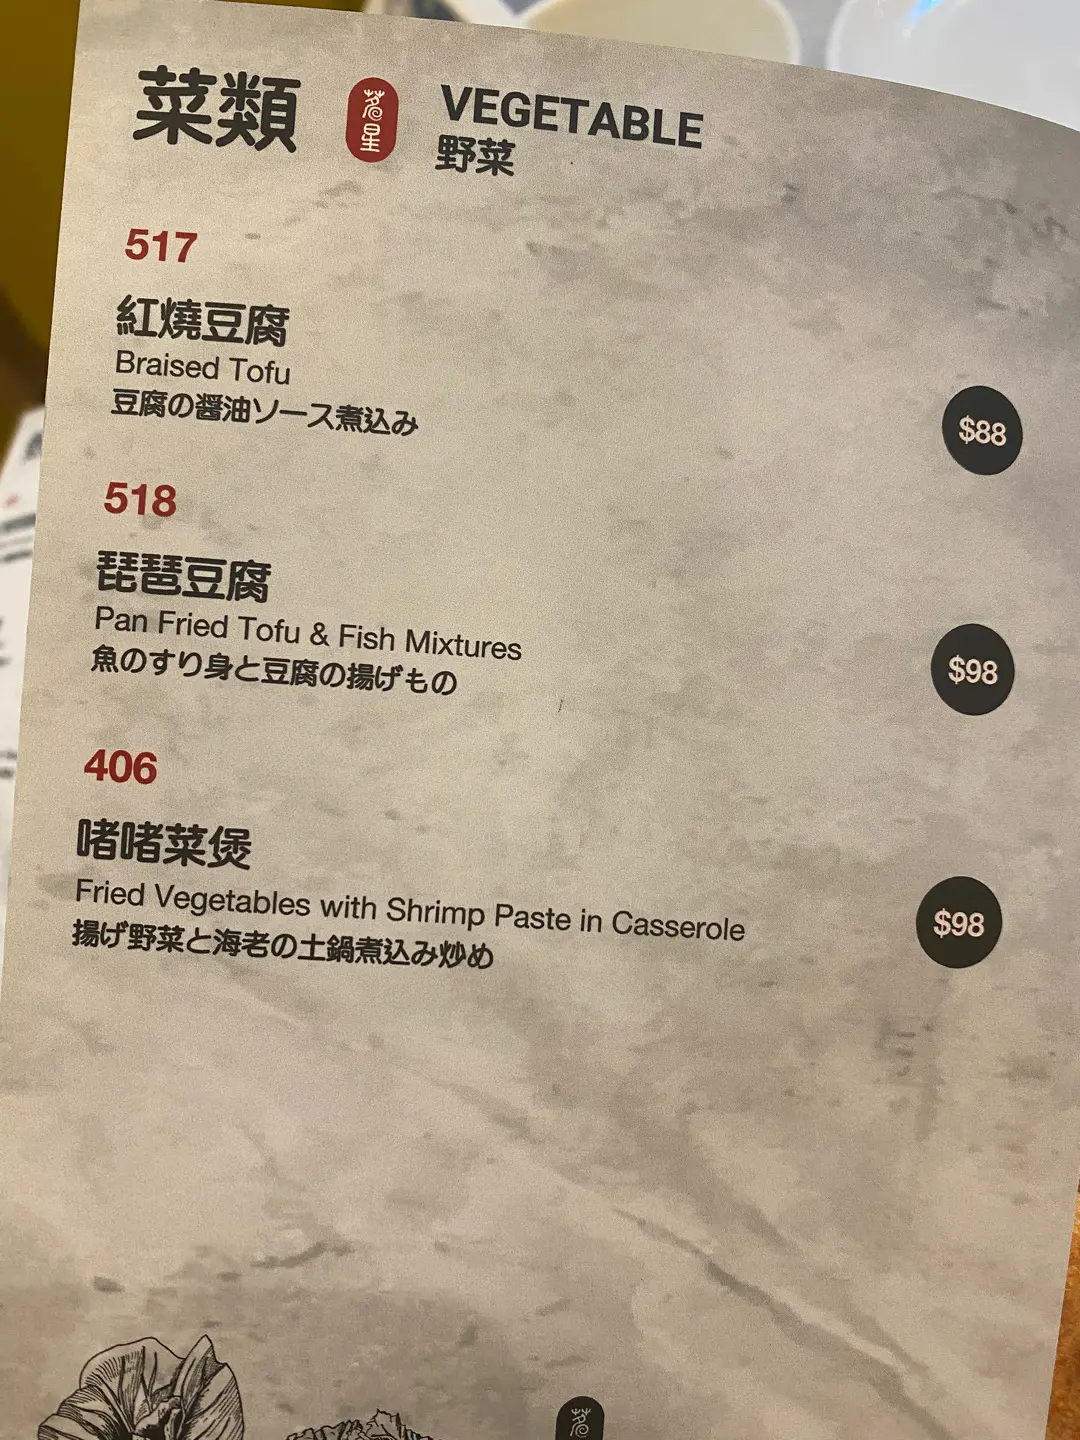 菜類
茗星
VEGETABLE
野菜
517
紅燒豆腐
Braised Tofu
豆腐の醤油ソース煮込み
$88
518
琵琶豆腐
Pan Fried Tofu & Fish Mixtures
魚のすり身と豆腐の揚げもの
$98
406
啫啫菜煲
Fried Vegetables with Shrimp Paste in Casserole
揚げ野菜と海老の土鍋煮込み炒め
$98
茗